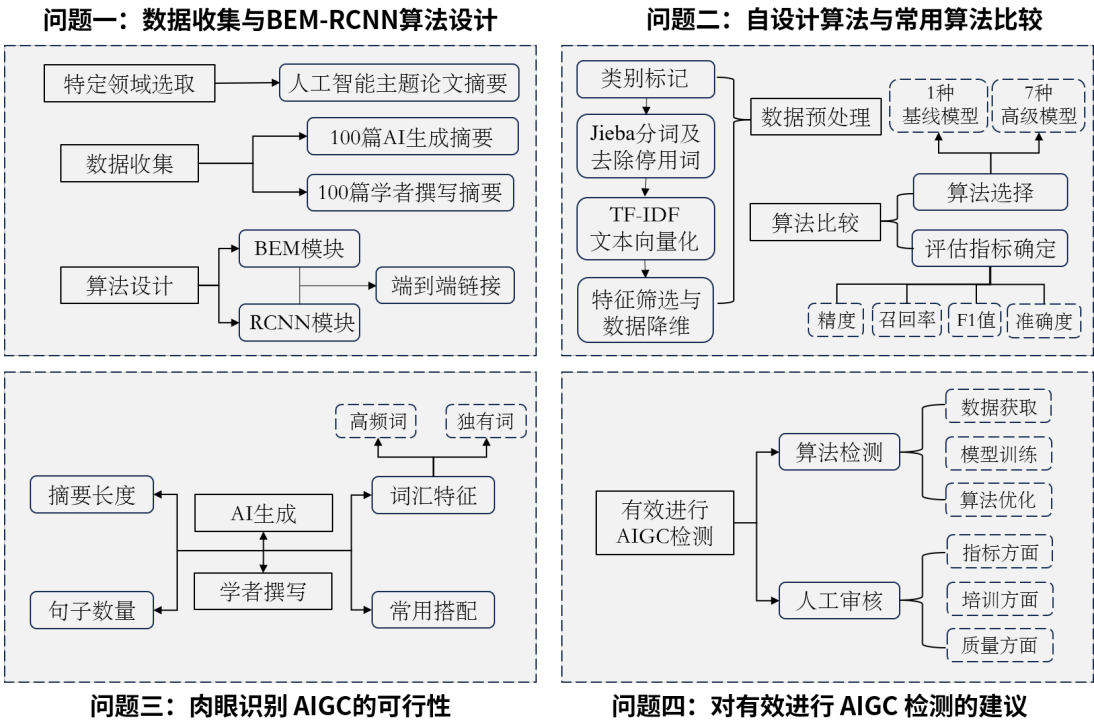 问题一：数据收集与BEM-RCNN算法设计
特定领域选取
人工智能主题论文摘要
数据收集
100篇AI生成摘要
100篇学者撰写摘要
算法设计
BEM模块
RCNN模块
端到端链接
问题二：自设计算法与常用算法比较
类别标记
Jieba分词及
去除停用词
TF-IDF
文本向量化
特征筛选与
数据降维
数据预处理
1种
基线模型
7种
高级模型
算法选择
算法比较
评估指标确定
精度
召回率
F1值
准确度
高频词
独有词
摘要长度
AI生成
词汇特征
学者撰写
句子数量
常用搭配
问题三：肉眼识别 AIGC的可行性
有效进行
AIGC检测
算法检测
数据获取
模型训练
算法优化
人工审核
指标方面
培训方面
质量方面
问题四：对有效进行 AIGC 检测的建议